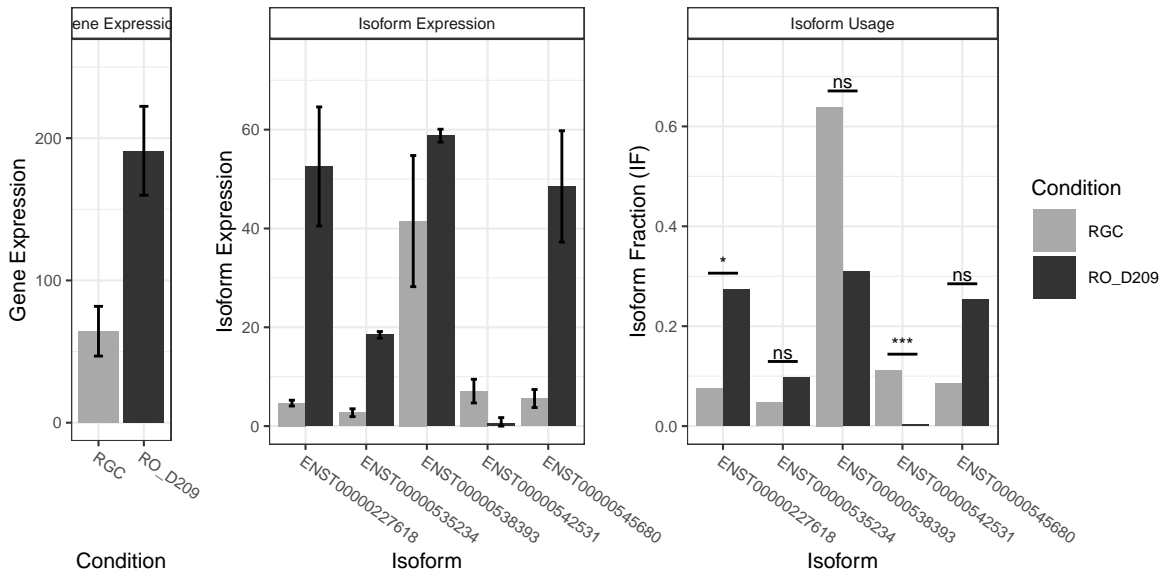 ene Expressio
Isoform Expression
Isoform Usage
Gene Expression
200
100
0
RGC
RO_D209
Condition
Isoform Expression
60
40
20
0
ENST00000227618
ENST00000535234
ENST00000538393
ENST00000542531
ENST00000545680
Isoform
Isoform Fraction (IF)
0.6
0.4
0.2
0.0
*
ns
ns
***
ns
ENST00000227618
ENST00000535234
ENST00000538393
ENST00000542531
ENST00000545680
Isoform
Condition
RGC
RO_D209